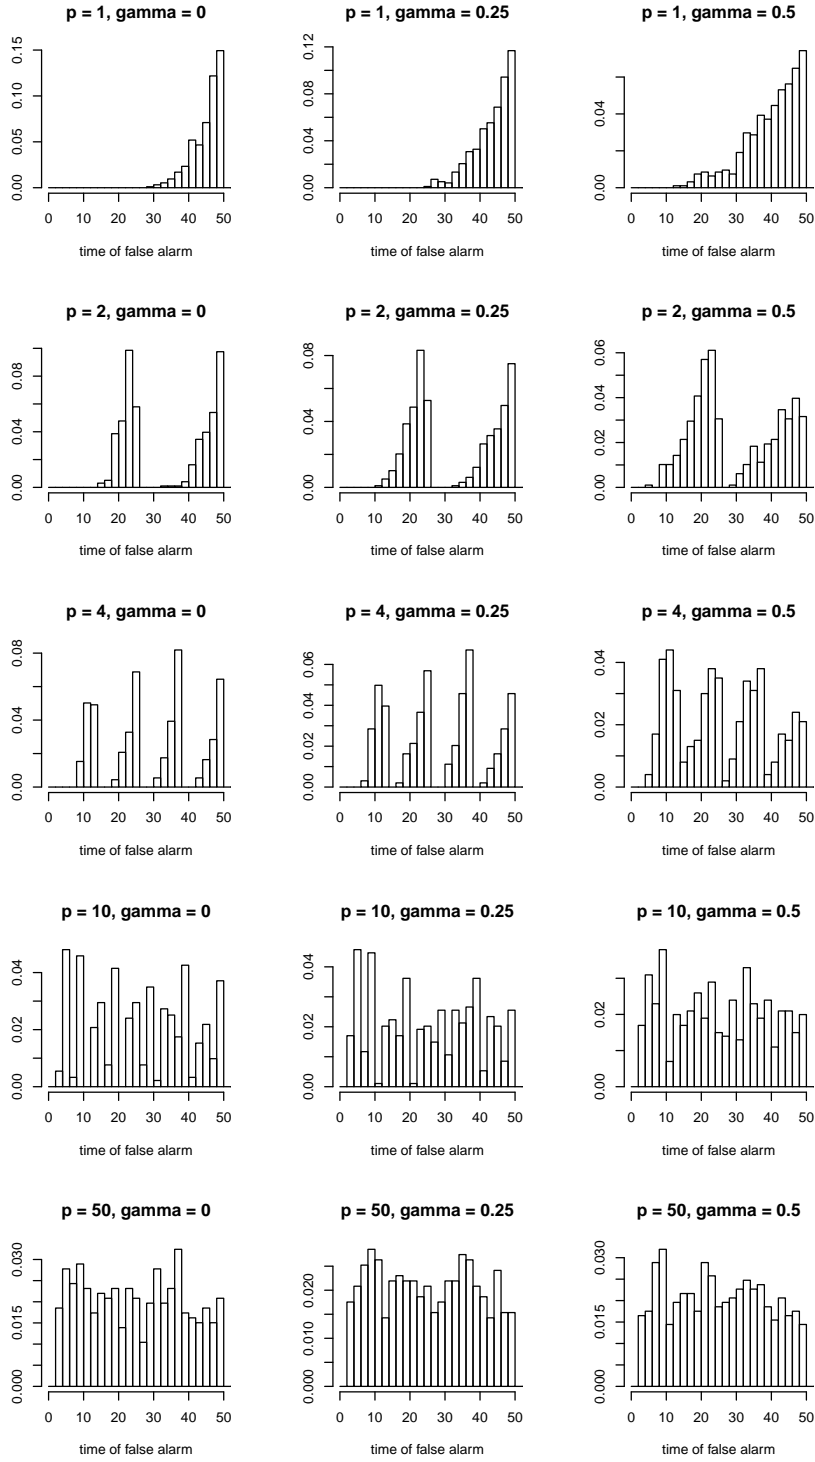 p = 1, gamma = 0
0.00 0.05 0.10 0.15
0 10 20 30 40 50
time of false alarm
p = 1, gamma = 0.25
0.00 0.04 0.08 0.12
0 10 20 30 40 50
time of false alarm
p = 1, gamma = 0.5
0.00 0.04
0 10 20 30 40 50
time of false alarm
p = 2, gamma = 0
0.00 0.04 0.08
0 10 20 30 40 50
time of false alarm
p = 2, gamma = 0.25
0.00 0.04 0.08
0 10 20 30 40 50
time of false alarm
p = 2, gamma = 0.5
0.00 0.02 0.04 0.06
0 10 20 30 40 50
time of false alarm
p = 4, gamma = 0
0.00 0.04 0.08
0 10 20 30 40 50
time of false alarm
p = 4, gamma = 0.25
0.00 0.02 0.04 0.06
0 10 20 30 40 50
time of false alarm
p = 4, gamma = 0.5
0.00 0.02 0.04
0 10 20 30 40 50
time of false alarm
p = 10, gamma = 0
0.00 0.02 0.04
0 10 20 30 40 50
time of false alarm
p = 10, gamma = 0.25
0.00 0.02 0.04
0 10 20 30 40 50
time of false alarm
p = 10, gamma = 0.5
0.00 0.02
0 10 20 30 40 50
time of false alarm
p = 50, gamma = 0
0.000 0.015 0.030
0 10 20 30 40 50
time of false alarm
p = 50, gamma = 0.25
0.000 0.010 0.020
0 10 20 30 40 50
time of false alarm
p = 50, gamma = 0.5
0.000 0.015 0.030
0 10 20 30 40 50
time of false alarm